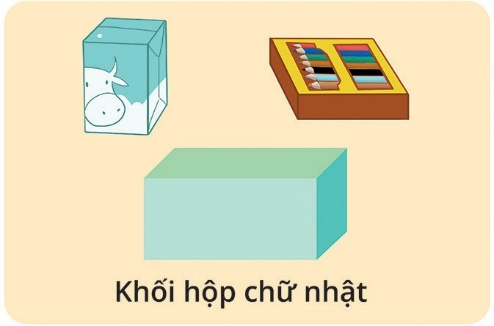 Khối hộp chữ nhật